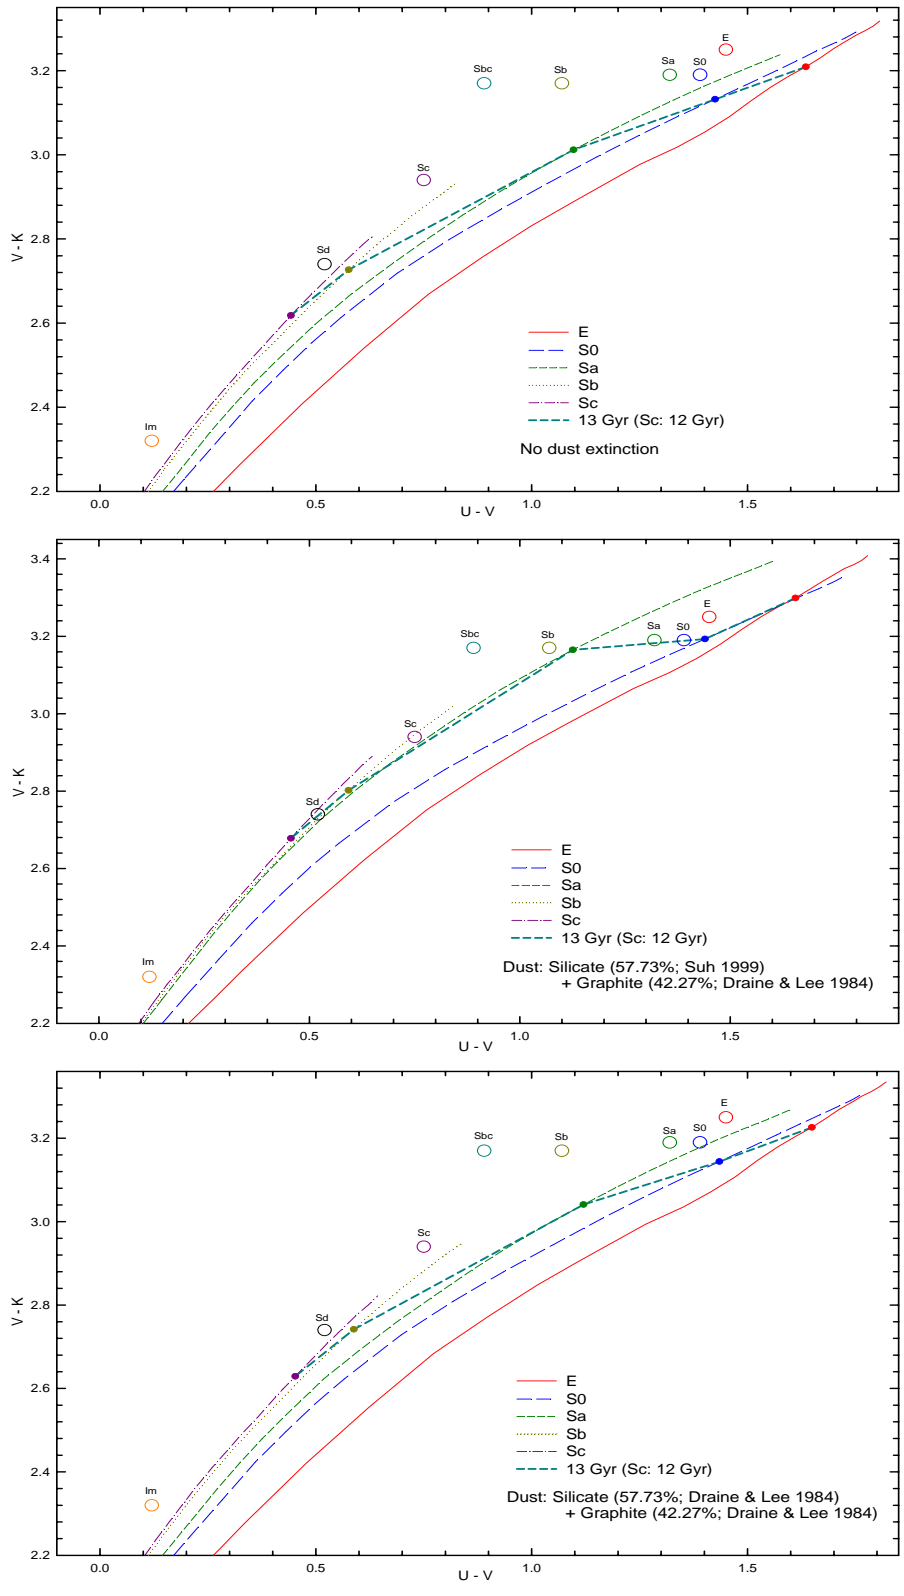 E
Sbc
Sb
Sa
S0
3.2
3.0
Sc
2.8
V - K
Sd
2.6
E
S0
Sa
Sb
2.4
Sc
Im
13 Gyr (Sc: 12 Gyr)
No dust extinction
2.2
0.0
0.5
1.0
1.5
U - V
3.4
E
Sbc
Sb
Sa
S0
3.2
3.0
Sc
2.8
V - K
Sd
2.6
E
S0
Sa
Sb
2.4
Sc
Im
13 Gyr (Sc: 12 Gyr)
Dust: Silicate (57.73%; Suh 1999)
+ Graphite (42.27%; Draine & Lee 1984)
2.2
0.0
0.5
1.0
1.5
U - V
E
Sbc
Sb
Sa
S0
3.2
3.0
Sc
2.8
V - K
Sd
2.6
E
S0
Sa
Sb
2.4
Sc
Im
13 Gyr (Sc: 12 Gyr)
Dust: Silicate (57.73%; Draine & Lee 1984)
+ Graphite (42.27%; Draine & Lee 1984)
2.2
0.0
0.5
1.0
1.5
U - V